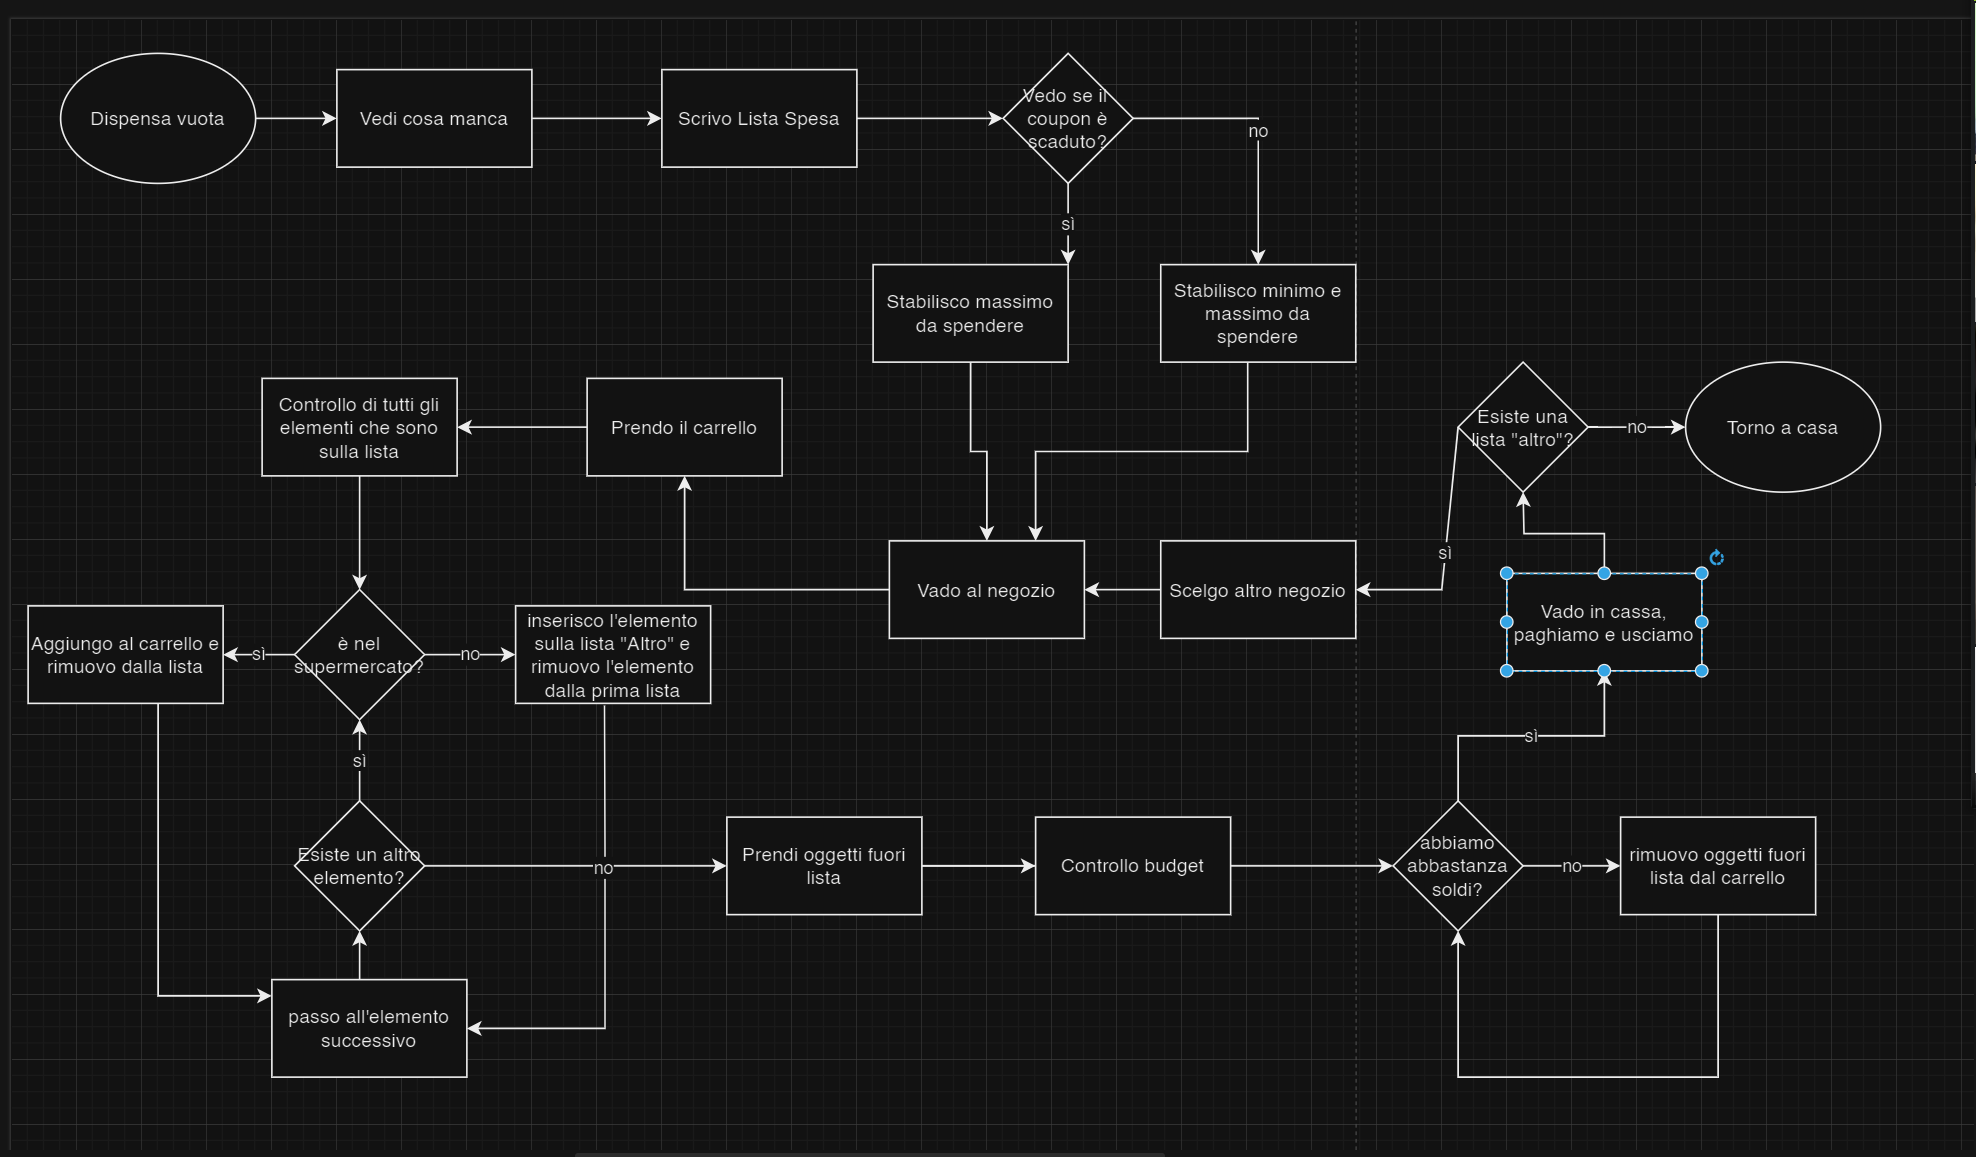 Dispensa vuota
Vedi cosa manca
Scrivo Lista Spesa
Vedo se il
coupon è
scaduto?
no
sì
Stabilisco massimo
da spendere
Stabilisco minimo e
massimo da
spendere
Controllo di tutti gli
elementi che sono
sulla lista
Prendo il carrello
Esiste una
lista "altro"?
no
Torno a casa
sì
Vado al negozio
Scelgo altro negozio
Vado in cassa,
paghiamo e usciamo
Aggiungo al carrello e
rimuovo dalla lista
sì
è nel
supermercato?
no
inserisco l'elemento
sulla lista "Altro" e
rimuovo l'elemento
dalla prima lista
sì
sì
Esiste un altro
elemento?
no
Prendi oggetti fuori
lista
Controllo budget
abbiamo
abbastanza
soldi?
no
rimuovo oggetti fuori
lista dal carrello
passo all'elemento
successivo